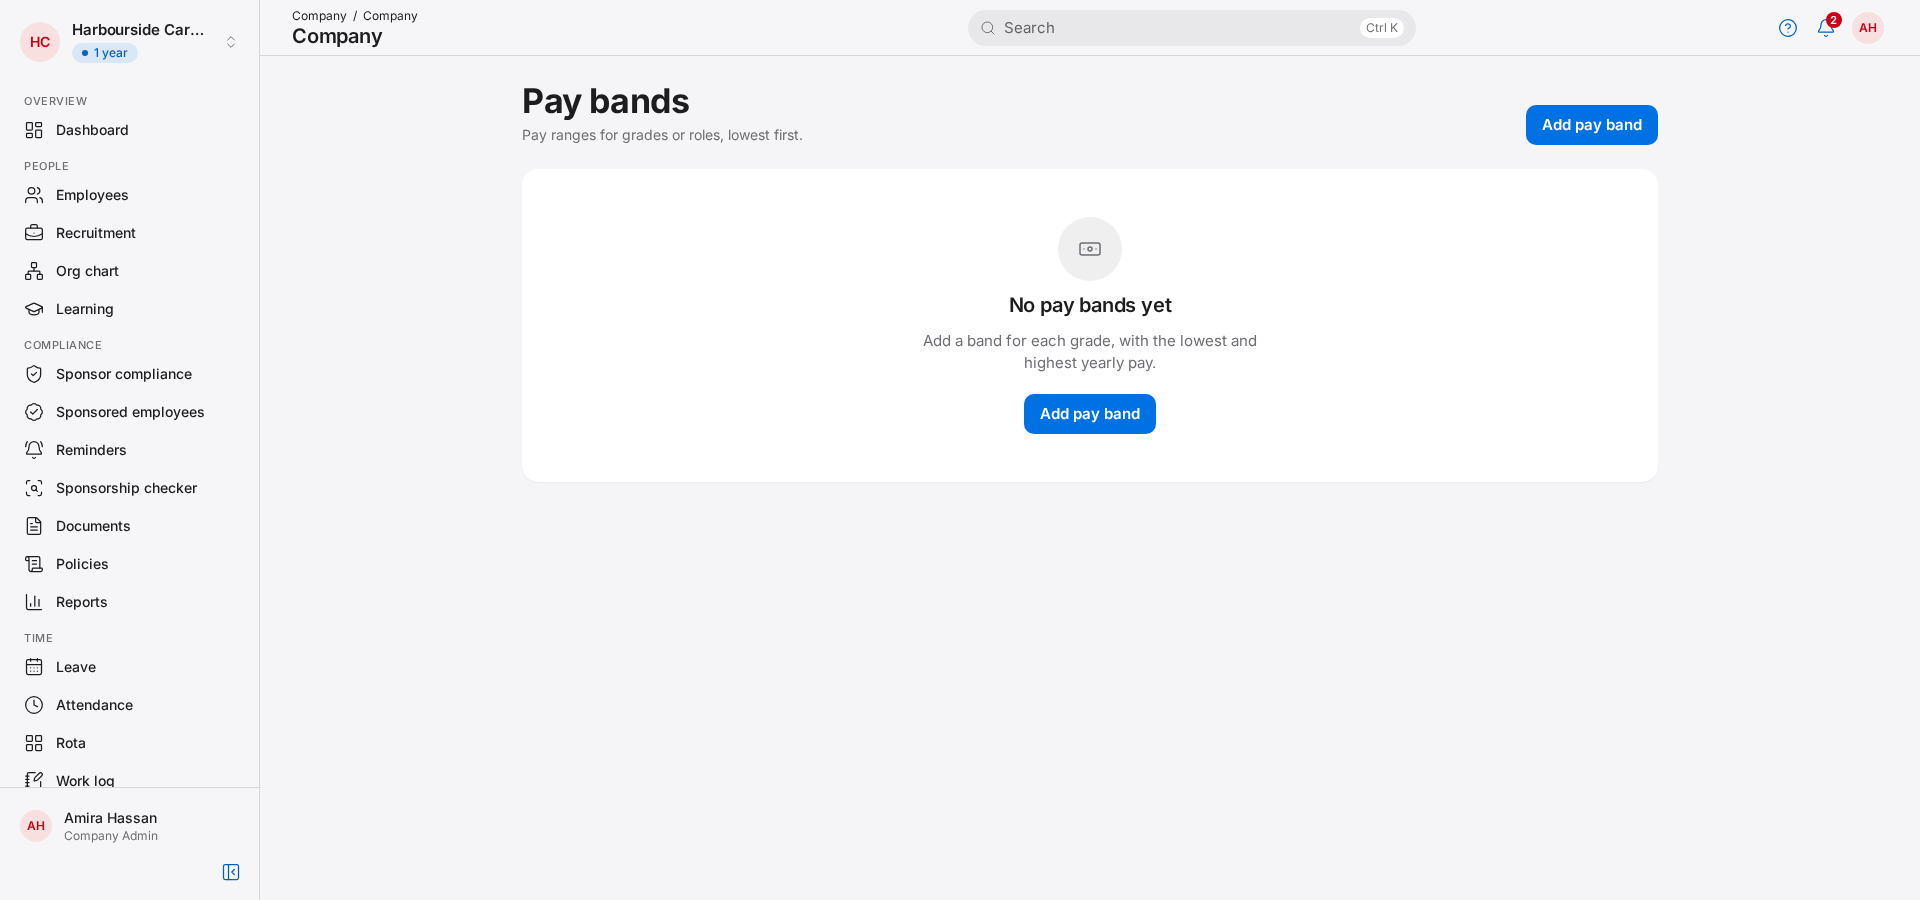 HC
Harbourside Car...
1 year
OVERVIEW
Dashboard
PEOPLE
Employees
Recruitment
Org chart
Learning
COMPLIANCE
Sponsor compliance
Sponsored employees
Reminders
Sponsorship checker
Documents
Policies
Reports
TIME
Leave
Attendance
Rota
Work log
AH
Amira Hassan
Company Admin
Company / Company
Company
Search
Ctrl K
2
AH
Pay bands
Pay ranges for grades or roles, lowest first.
Add pay band
No pay bands yet
Add a band for each grade, with the lowest and
highest yearly pay.
Add pay band